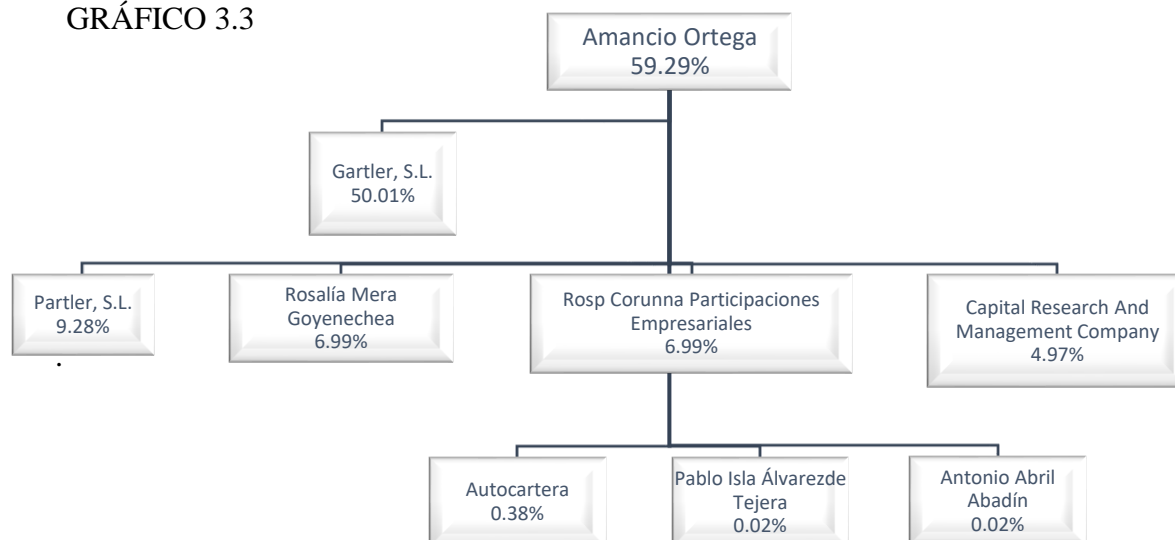 GRÁFICO 3.3
Amancio Ortega
59.29%
Gartler, S.L.
50.01%
Partler, S.L.
9.28%
.
Rosalía Mera
Goyenechea
6.99%
Rosp Corunna Participaciones
Empresariales
6.99%
Capital Research And
Management Company
4.97%
Autocartera
0.38%
Pablo Isla Álvarezde
Tejera
0.02%
Antonio Abril
Abadín
0.02%